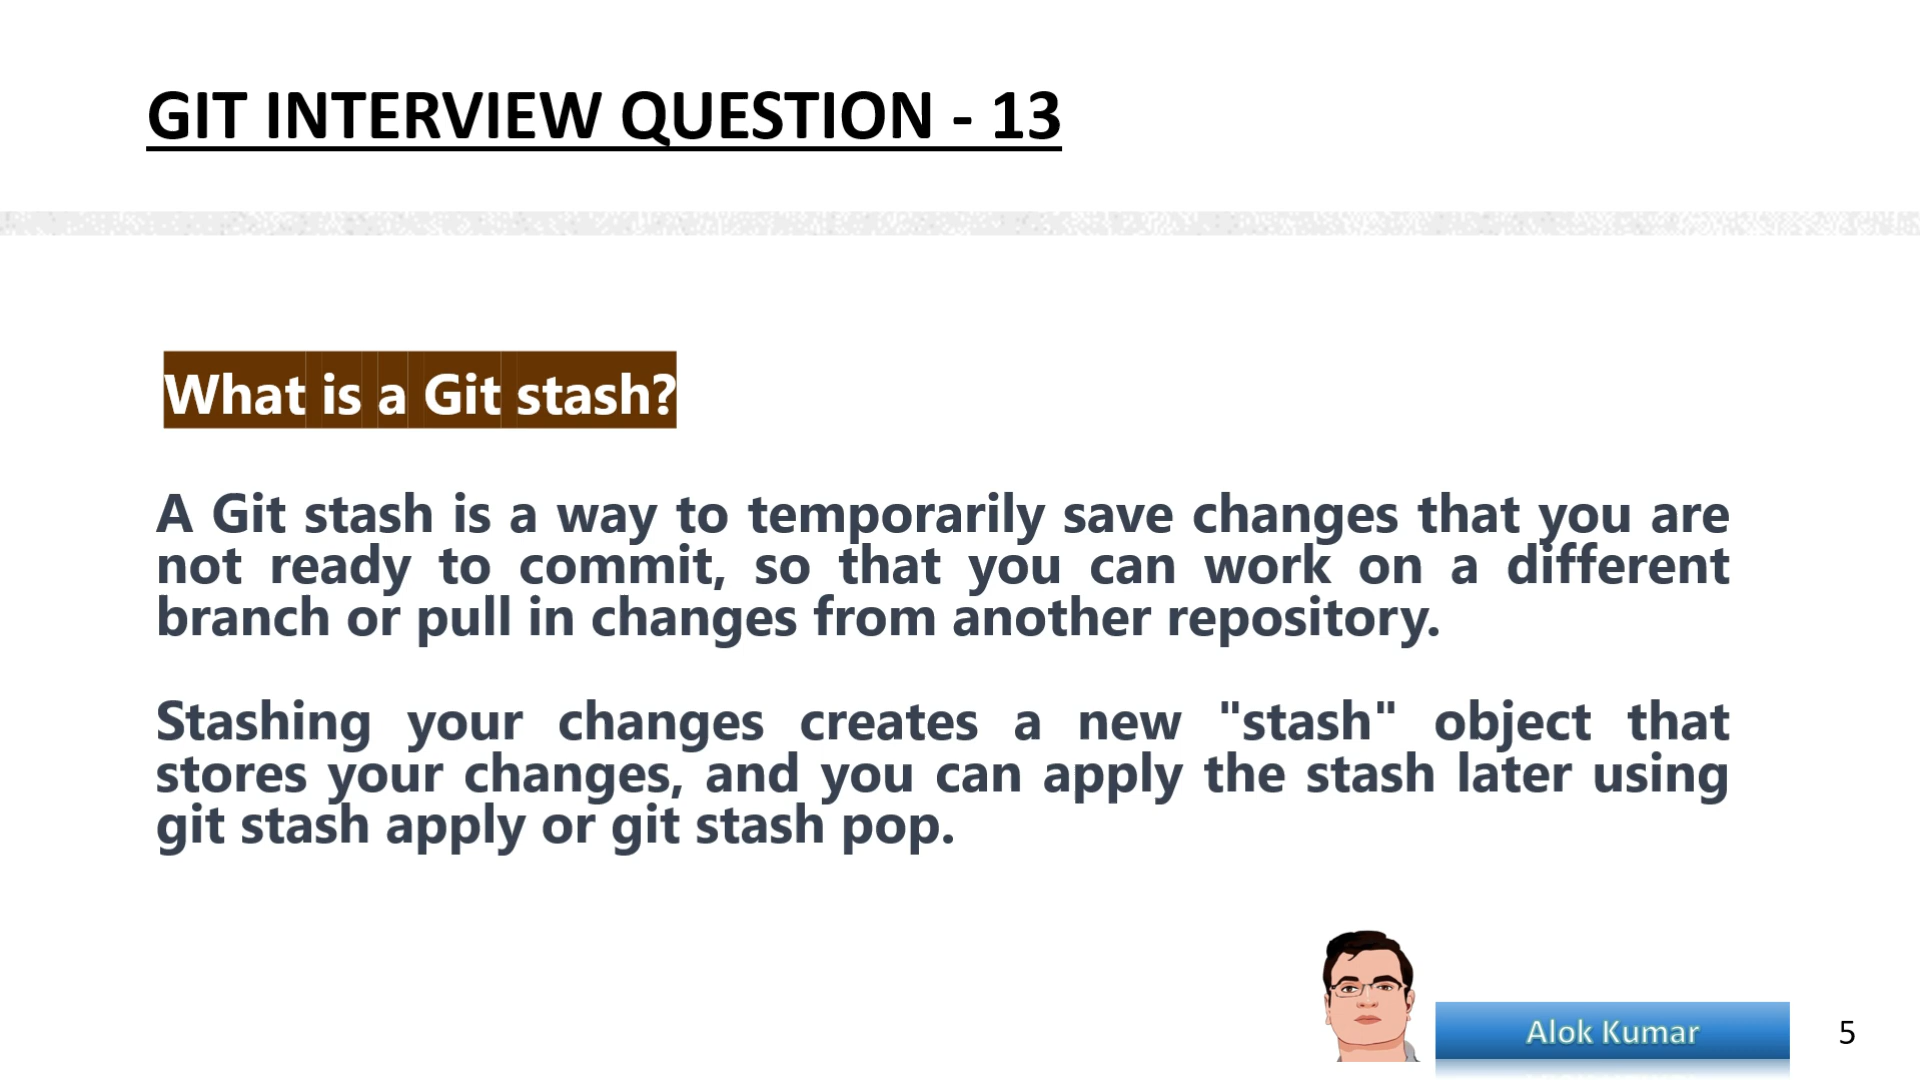 GIT INTERVIEW QUESTION - 13
What is a Git stash?
A Git stash is a way to temporarily save changes that you are
not ready to commit, so that you can work on a different
branch or pull in changes from another repository.
Stashing your changes creates a new "stash" object that
stores your changes, and you can apply the stash later using
git stash apply or git stash pop.
Alok Kumar
5